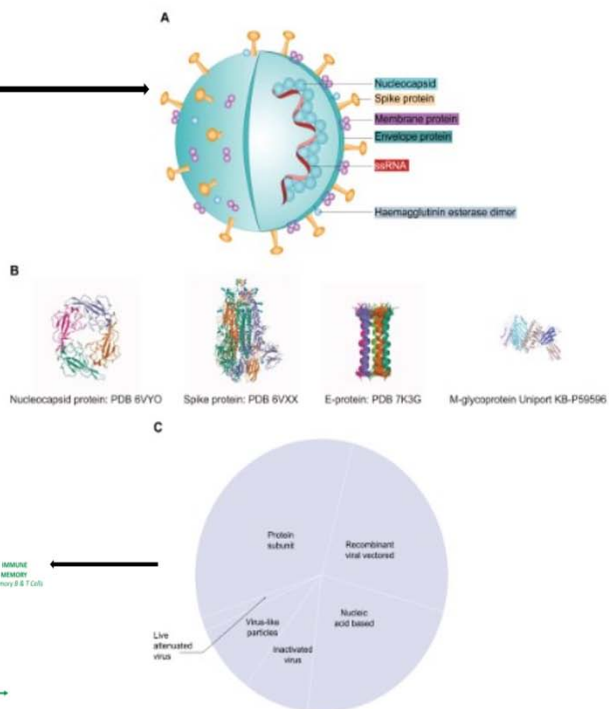 A
Nucleocapsid
Spike protein
Membrane protein
Envelope protein
ssRNA
Haemagglutinin esterase dimer
B
Nucleocapsid protein: PDB 6VYO
Spike protein: PDB 6VXX
E-protein: PDB 7K3G
M-glycoprotein Uniport KB-P59596
C
Protein
subunit
Recombinant
viral vectored
Nucleic
acid based
Virus-like
particles
Inactivated
virus
Live
attenuated
virus
IMMUNE
MEMORY
B & T Cells